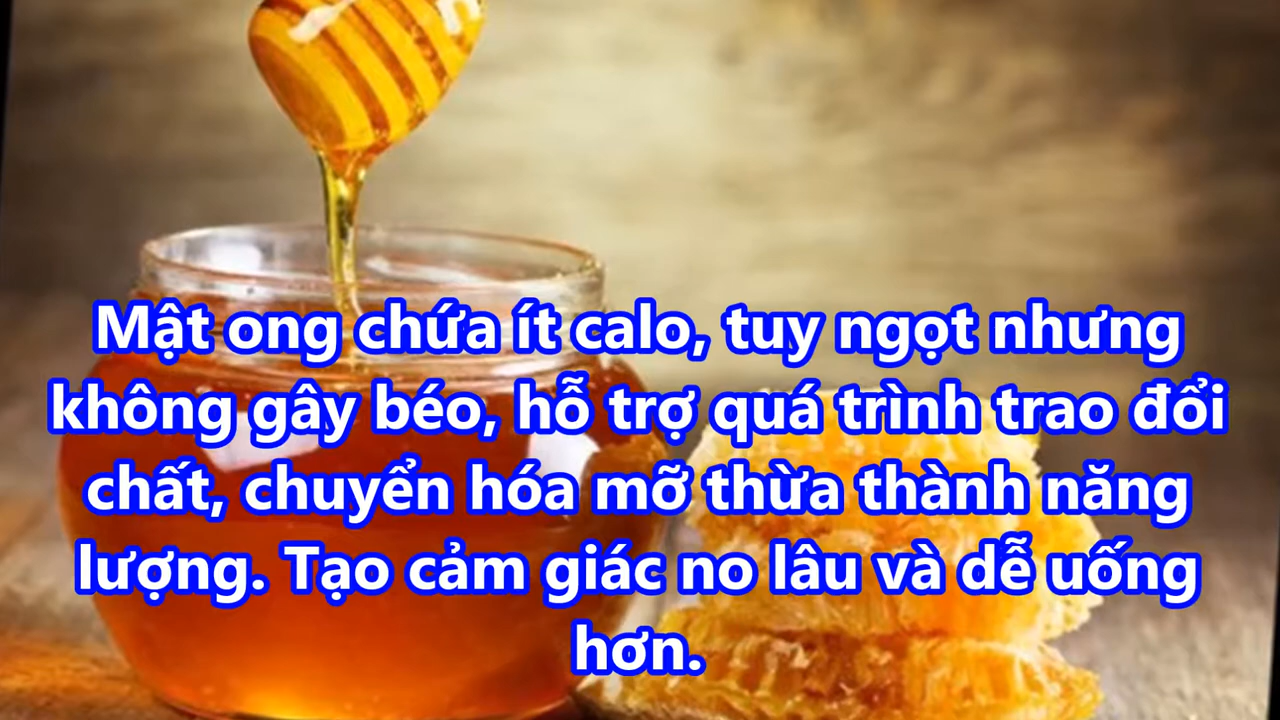 Mật ong chứa ít calo, tuy ngọt nhưng
không gây béo, hỗ trợ quá trình trao đổi
chất, chuyển hóa mỡ thừa thành năng
lượng. Tạo cảm giác no lâu và dễ uống
hơn.